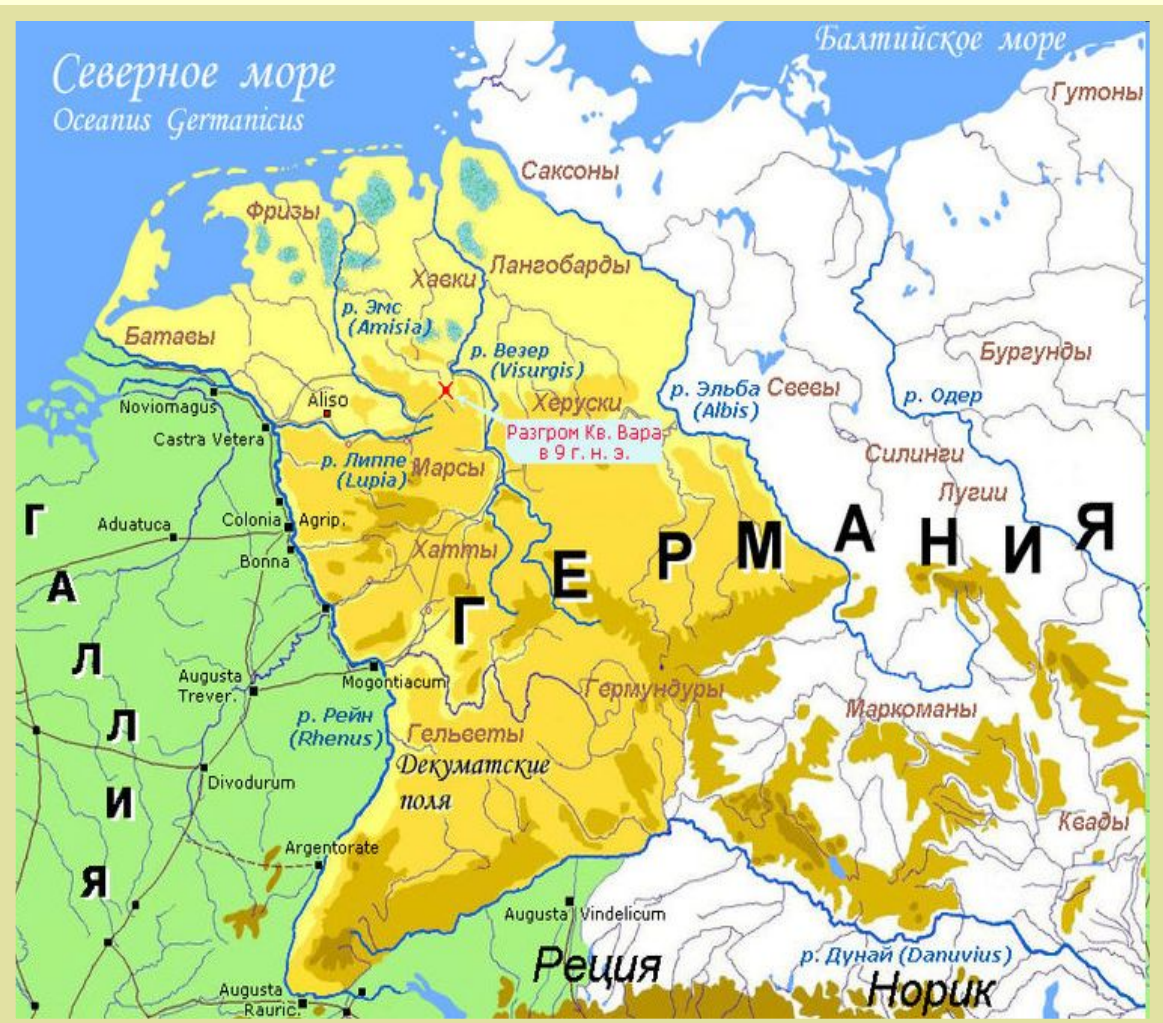 Северное море
Oceanus Germanicus
Балтийское море
Гутоны
Саксоны
Фризы
Хавки
Лангобарды
р. Эмс
(Amisia)
Батавы
р. Везер
(Visurgis)
Бургунды
р. Эльба
(Albis)
Свевы
р. Одер
Noviomagus
Aliso
Херуски
Castra Vetera
Разгром Кв. Вара
в 9 г. н. э.
р. Липпе
(Lupia)
Марсы
Силинги
Лугии
ГАЛЛИЯ
Aduatuca
Colonia Agrip.
Bonna
Хатты
ГЕРМАНИЯ
Augusta
Trever.
Mogontiacum
Гермундуры
Маркоманы
р. Рейн
(Rhenus)
Гельветы
Декуматские
поля
Divodurum
Квады
Argentorate
Augusta Vindelicum
Реция
р. Дунай (Danuvius)
Норик
Augusta
Rauric.